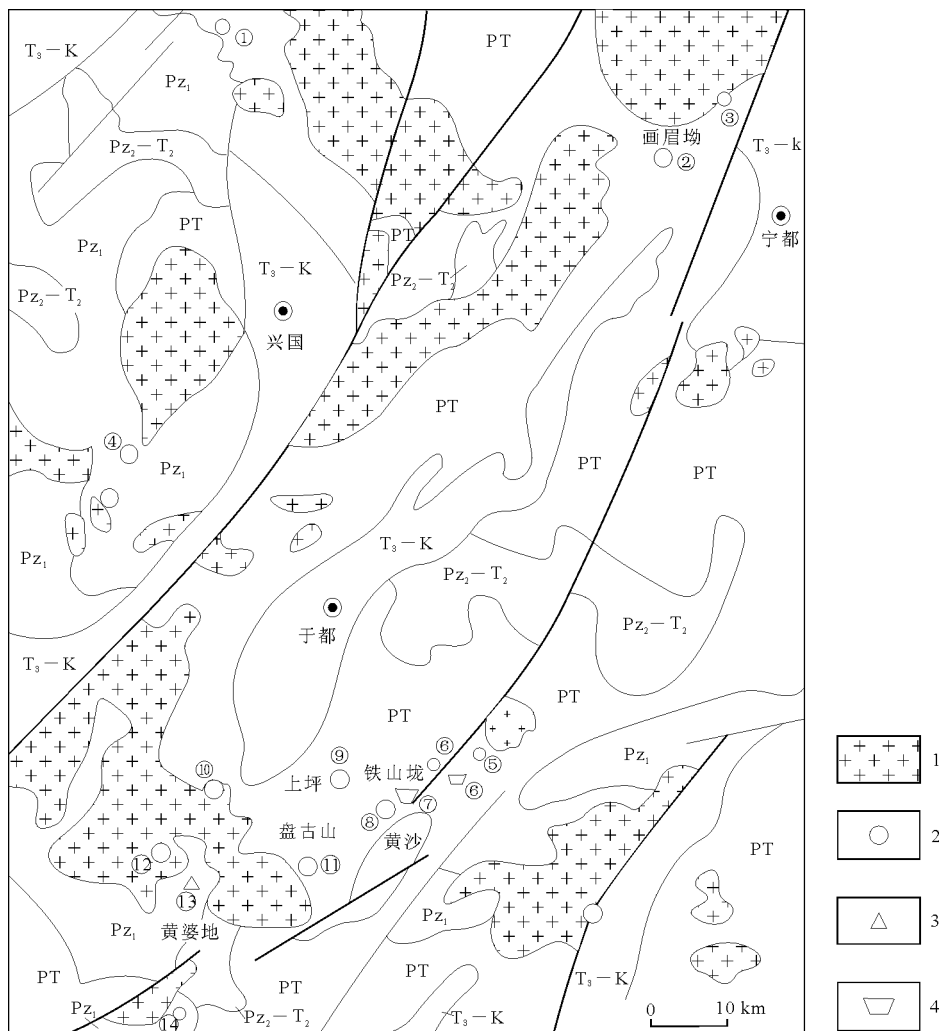 ①
PT
T₃－K
Pz₁
③
画眉坳
②
T₃－k
Pz₂－T₂
宁都
PT
PT
Pz₁
T₃－K
Pz₂－T₂
Pz₂－T₂
兴国
PT
④
Pz₁
PT
PT
T₃－K
Pz₁
Pz₂－T₂
于都
Pz₂－T₂
T₃－K
PT
PT
⑨
⑥
⑤
Pz₁
⑩
上坪
铁山垅
⑥
⑦
⑧
盘古山
黄沙
⑪
⑫
PT
⑬
Pz₁
黄婆地
Pz₁
PT
PT
T₃－K
Pz₁
⑭
Pz₂－T₂
PT
T₃－K
0 10 km
1
2
3
4